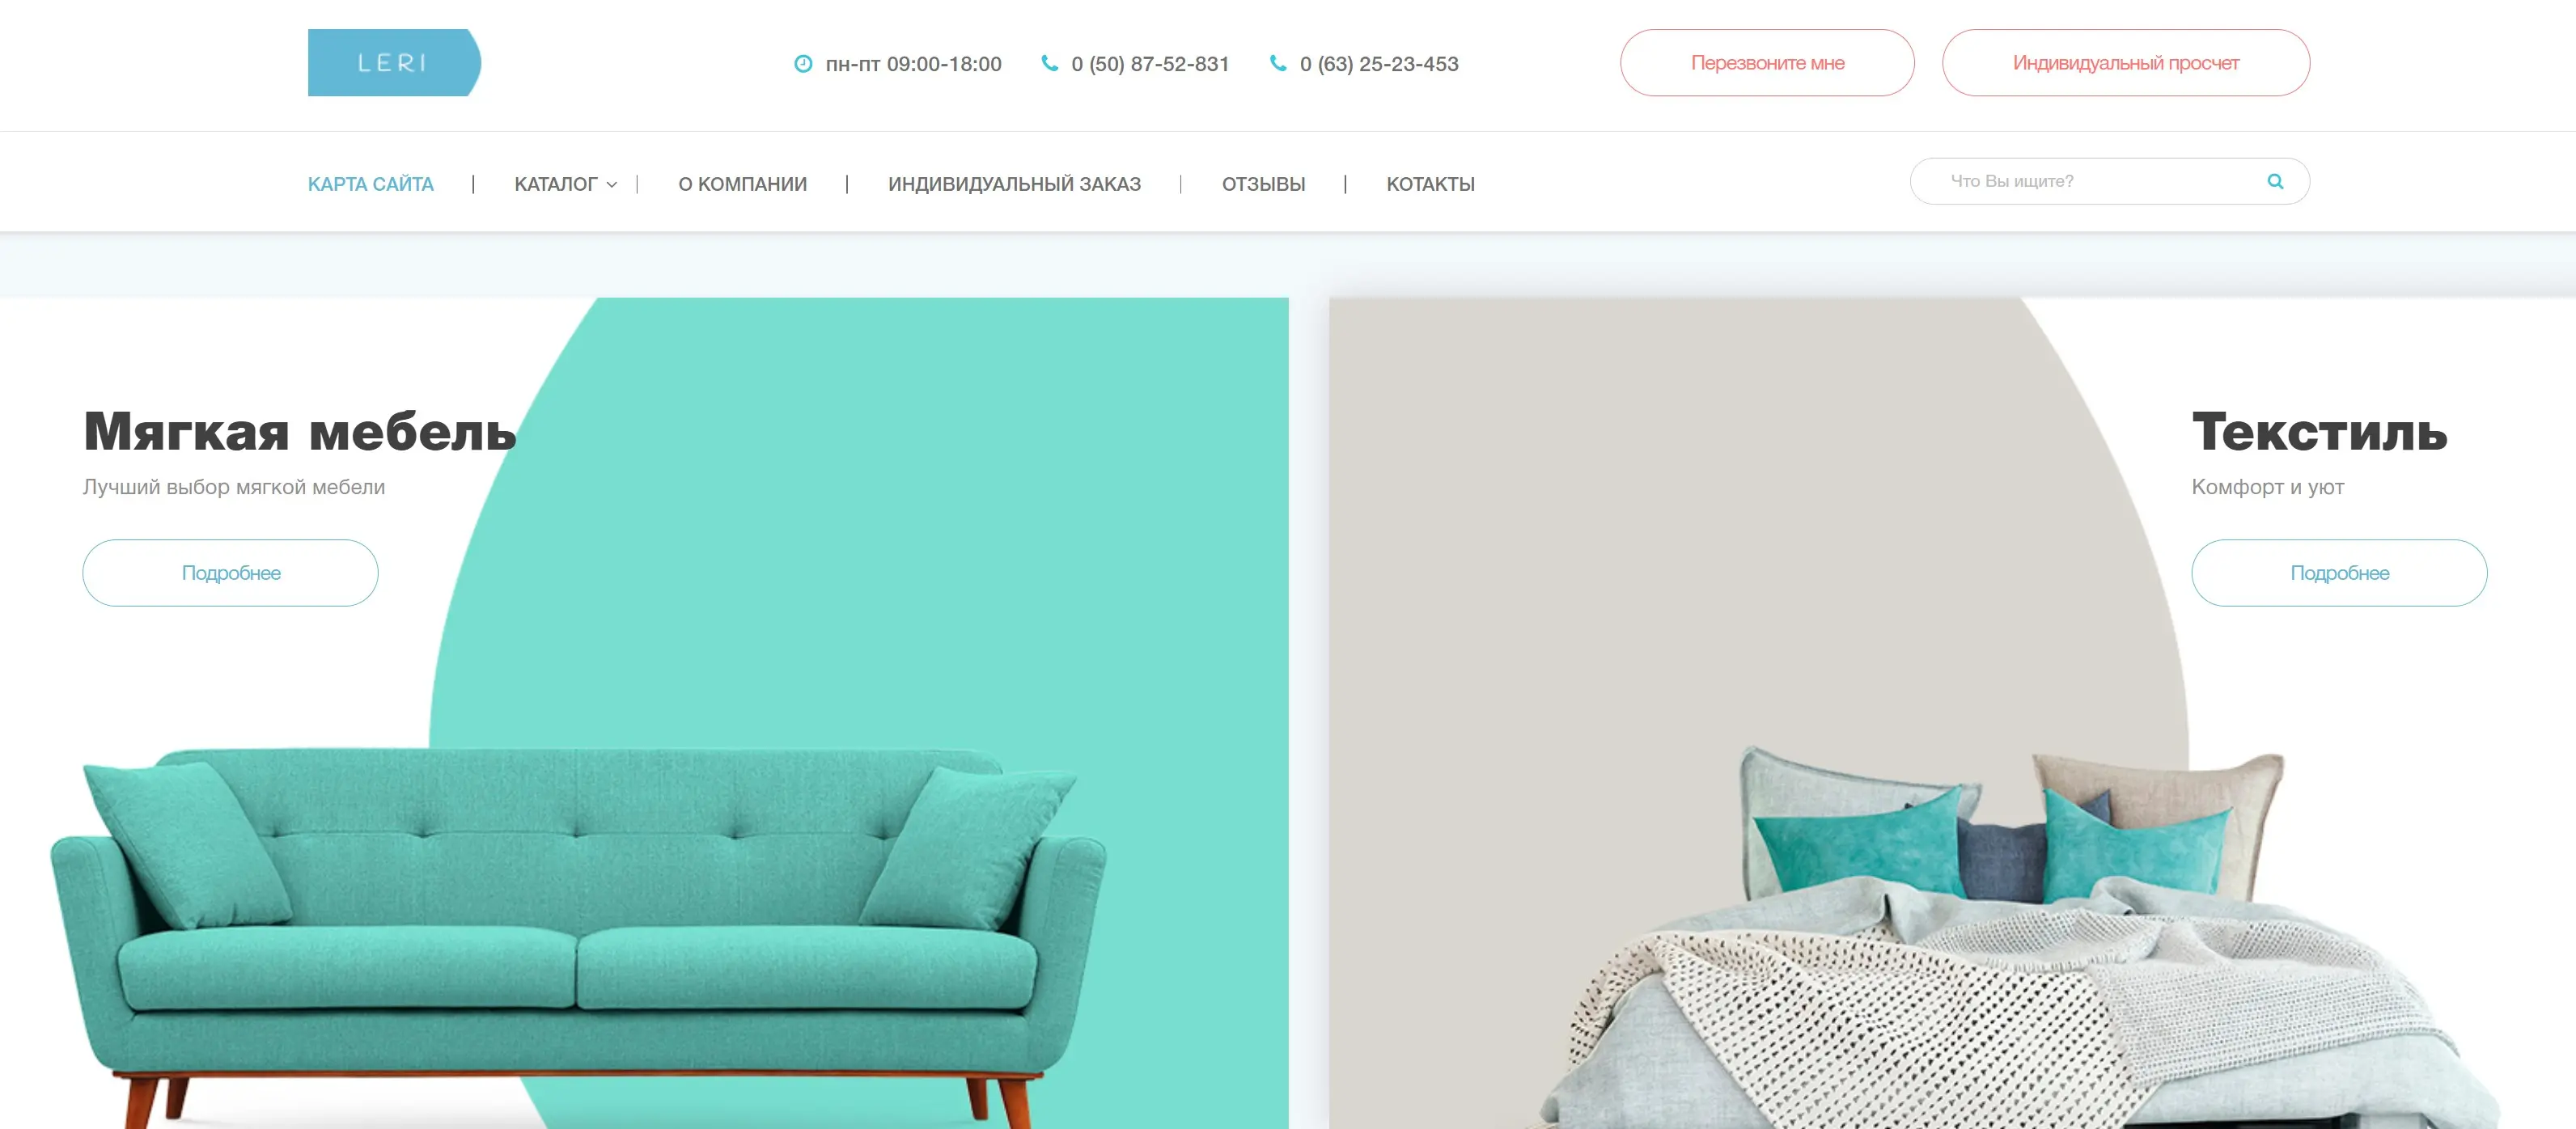 LERI
пн-пт 09:00-18:00
0 (50) 87-52-831
0 (63) 25-23-453
Перезвоните мне
Индивидуальный просчет
КАРТА САЙТА | КАТАЛОГ | О КОМПАНИИ | ИНДИВИДУАЛЬНЫЙ ЗАКАЗ | ОТЗЫВЫ | КОТАКТЫ
Что Вы ищите?
Мягкая мебель
Лучший выбор мягкой мебели
Подробнее
Текстиль
Комфорт и уют
Подробнее